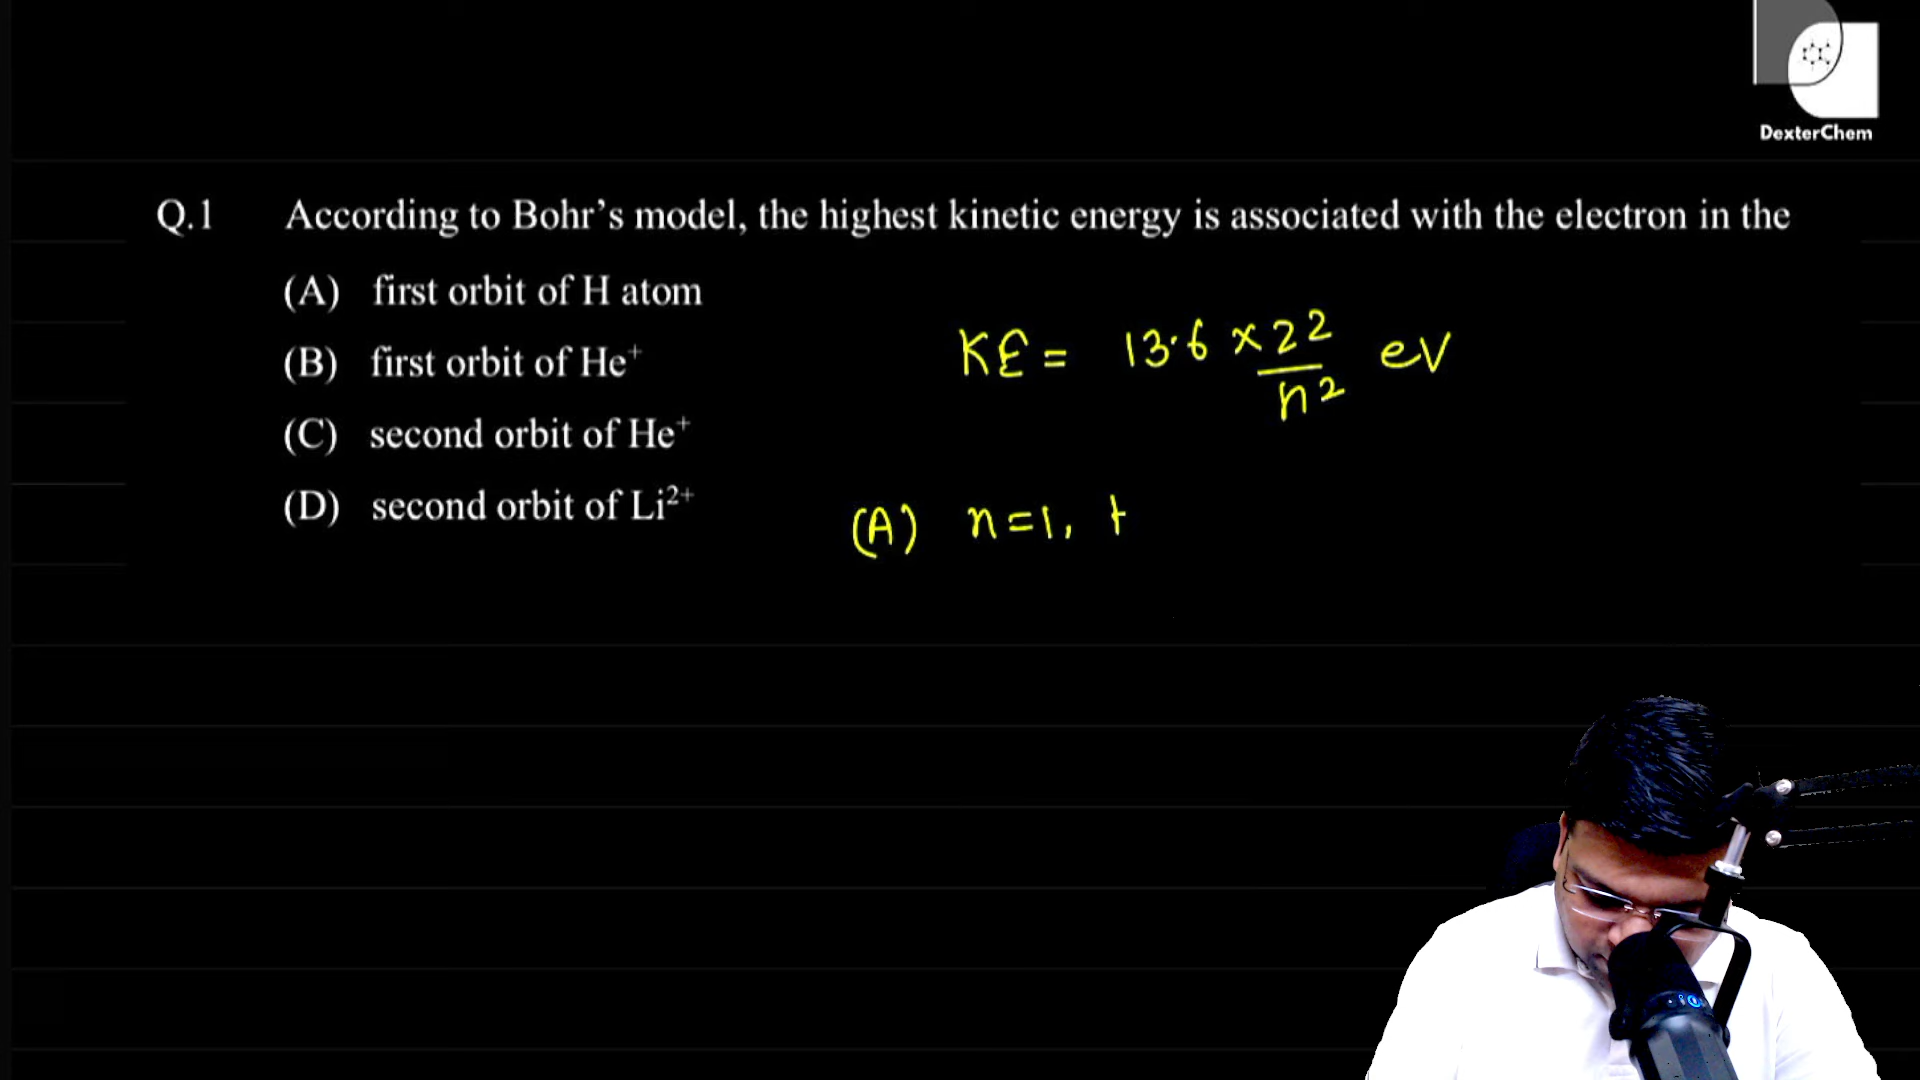 DexterChem
Q.1 According to Bohr’s model, the highest kinetic energy is associated with the electron in the
(A) first orbit of H atom
(B) first orbit of He⁺
(C) second orbit of He⁺
(D) second orbit of Li²⁺
KE = 13.6 × Z²/n² eV
(A) n=1,